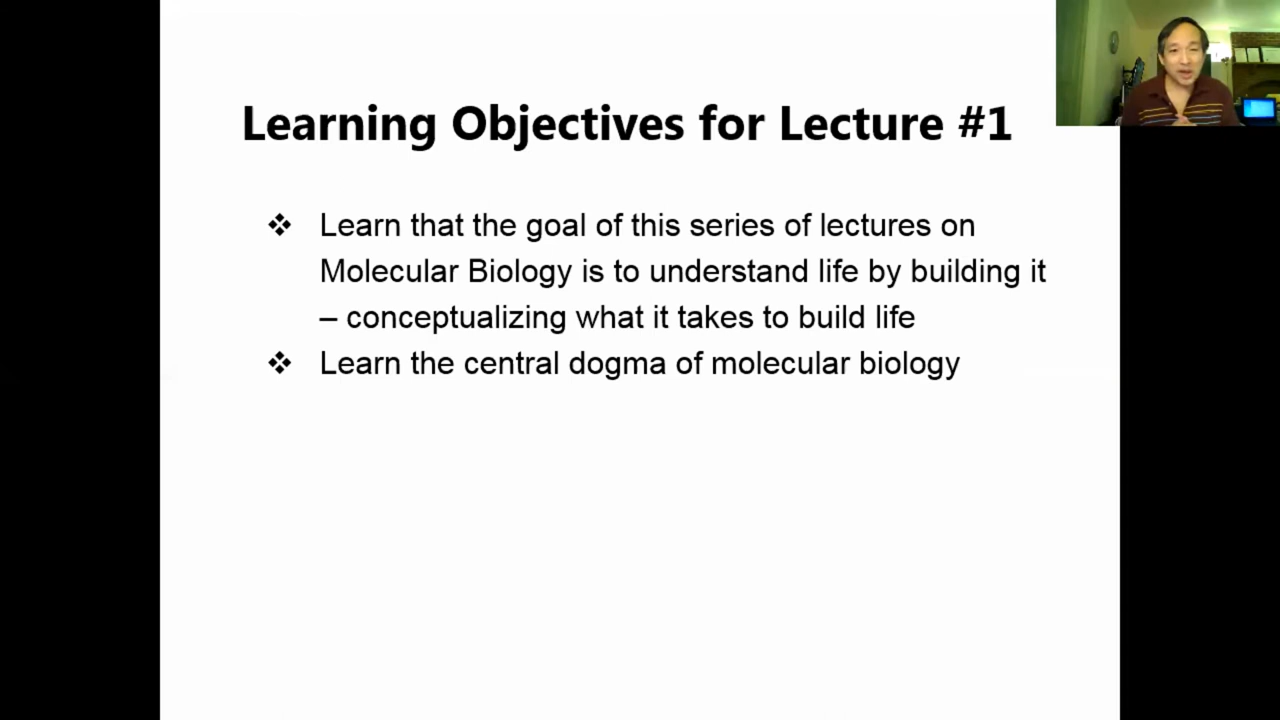 Learning Objectives for Lecture #1
❖ Learn that the goal of this series of lectures on
Molecular Biology is to understand life by building it
– conceptualizing what it takes to build life
❖ Learn the central dogma of molecular biology